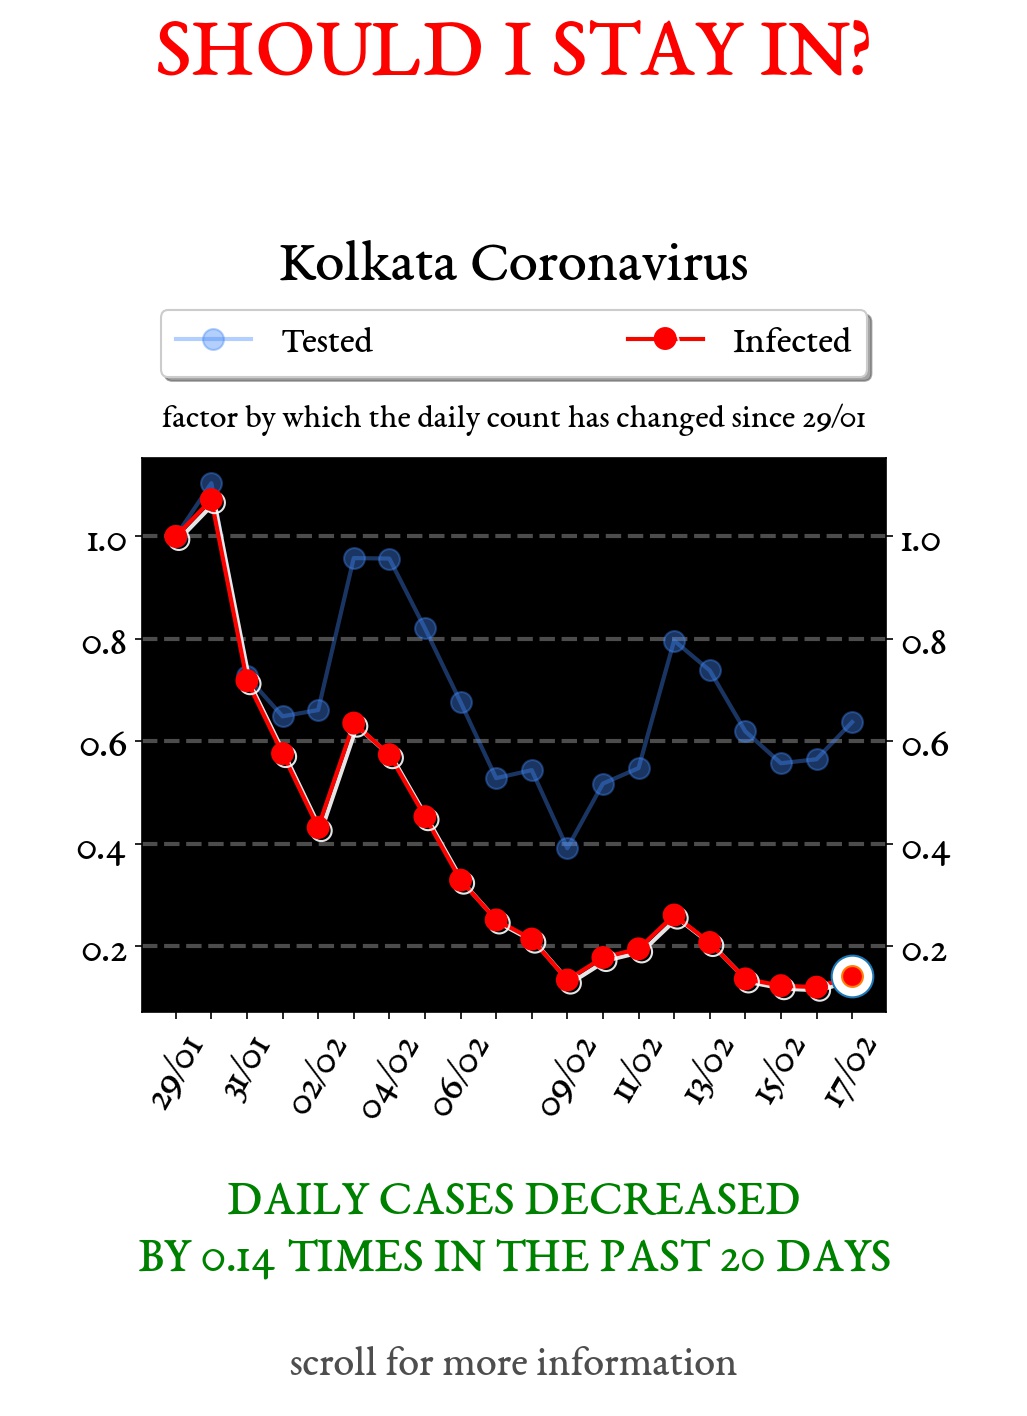 SHOULD I STAY IN?
Kolkata Coronavirus
Tested Infected
factor by which the daily count has changed since 29/01
1.0 1.0
0.8 0.8
0.6 0.6
0.4 0.4
0.2 0.2
29/01 31/01 02/02 04/02 06/02 09/02 11/02 13/02 15/02 17/02
DAILY CASES DECREASED
BY 0.14 TIMES IN THE PAST 20 DAYS
scroll for more information